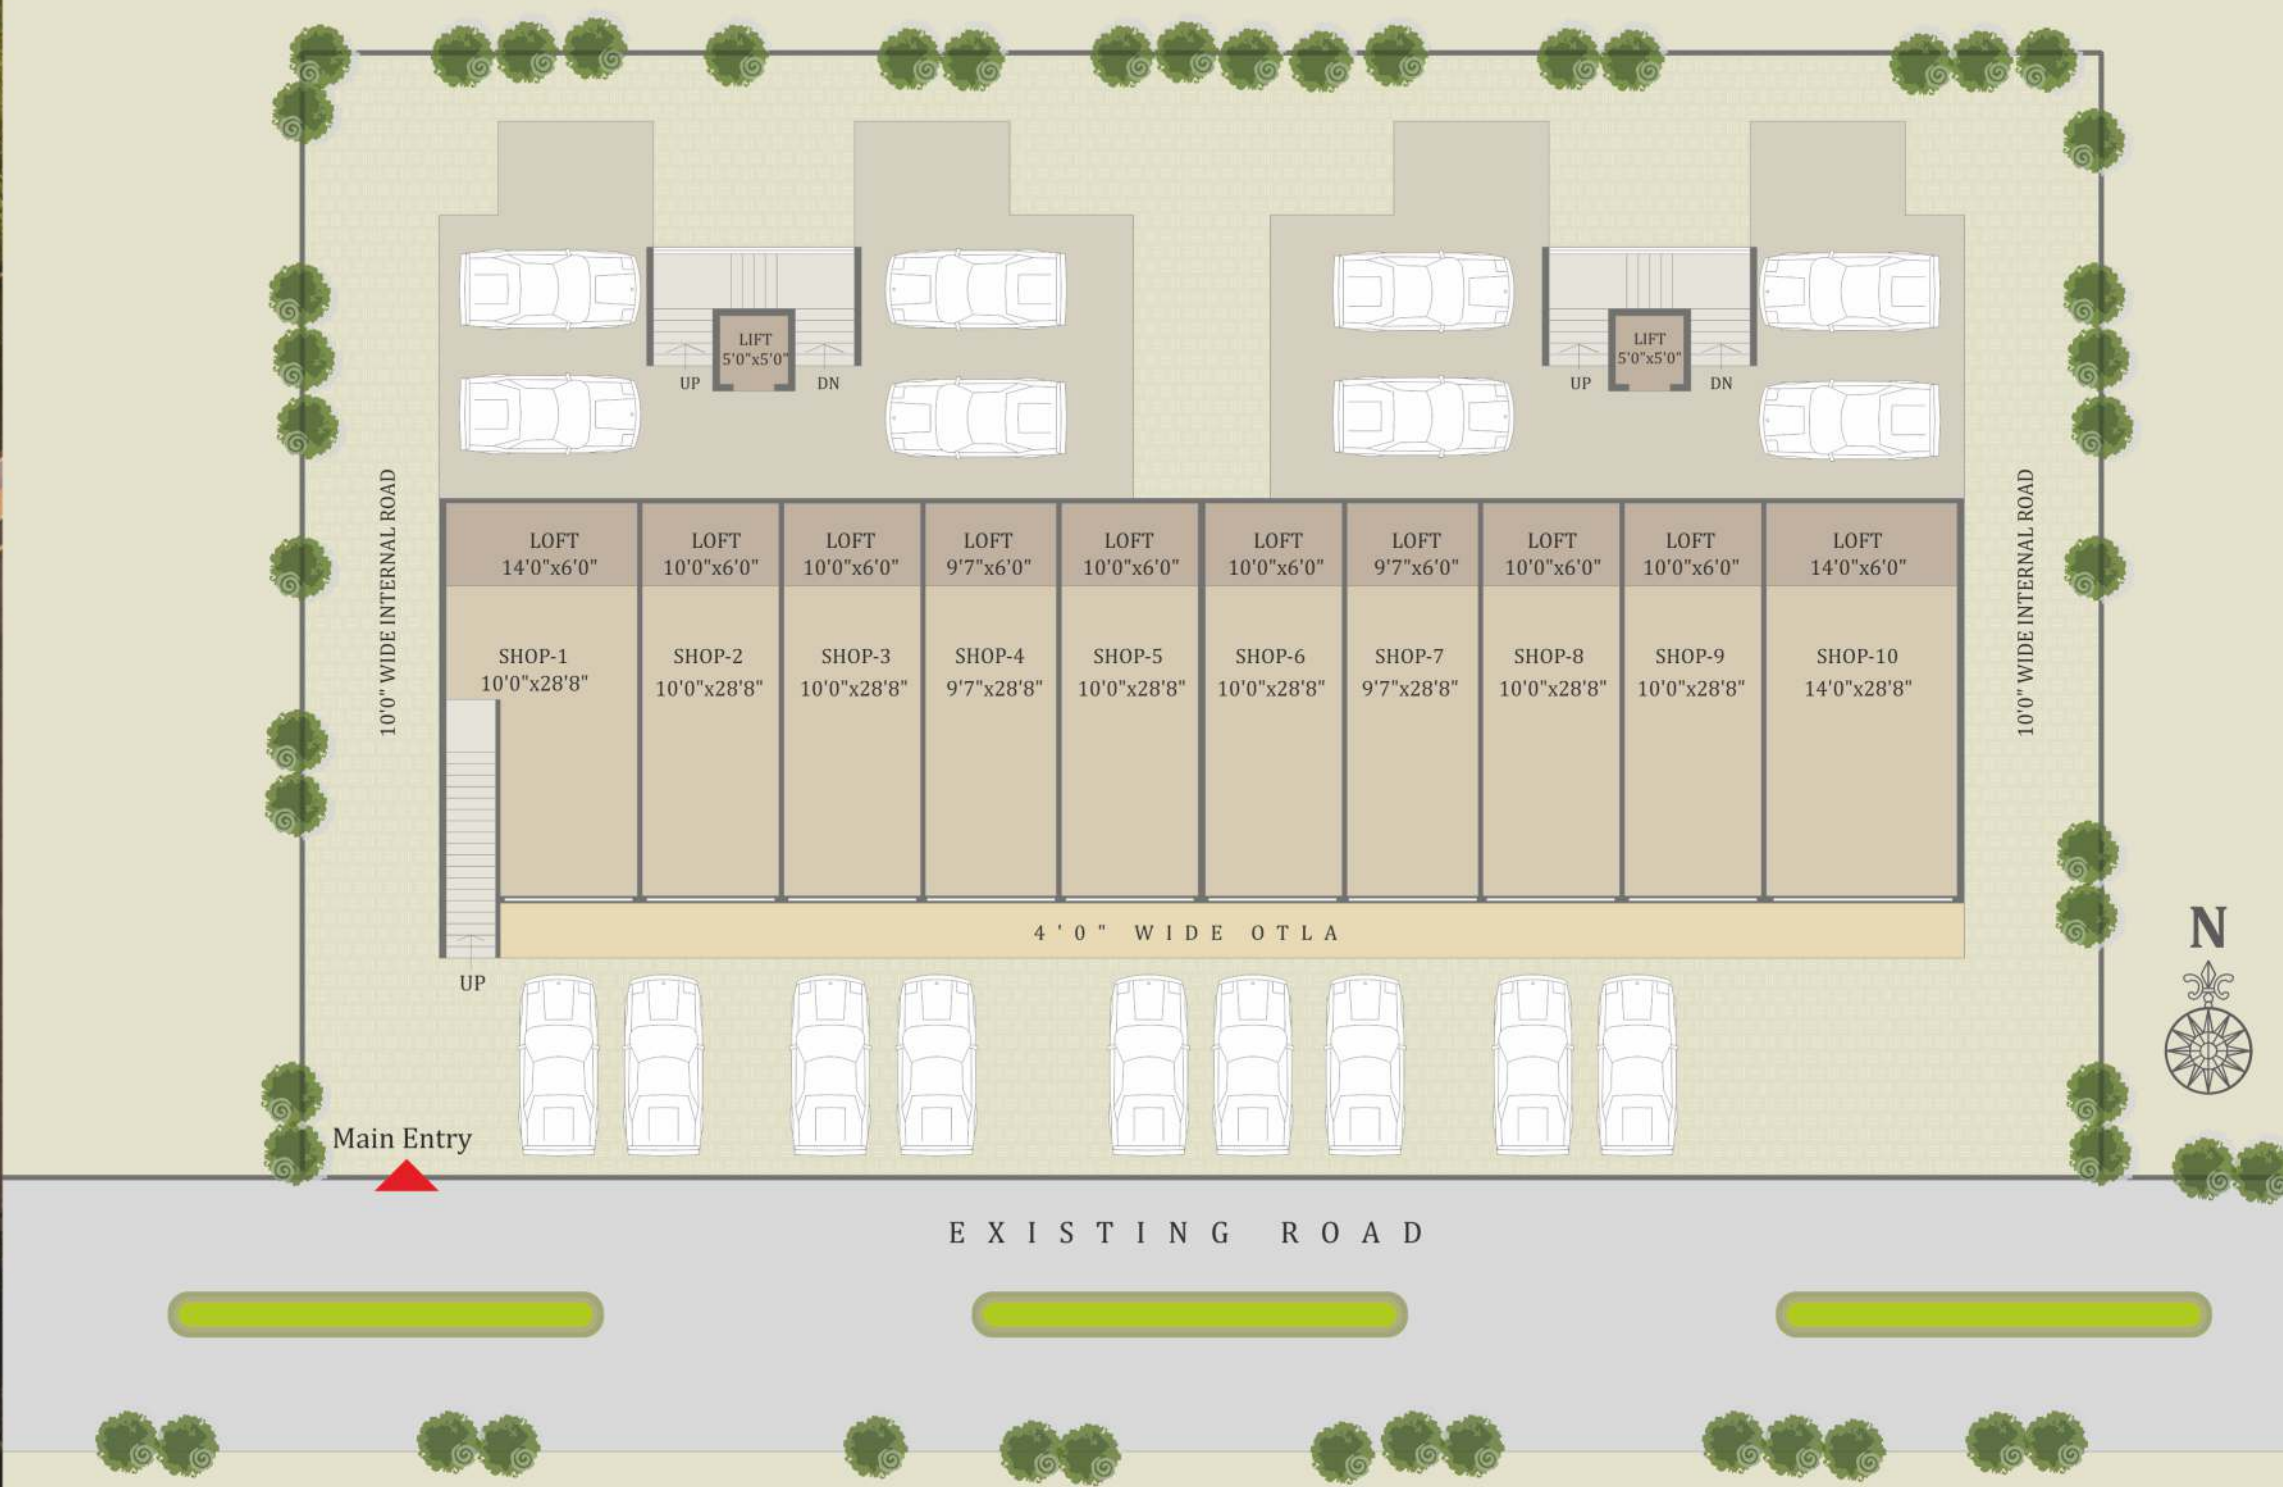 LIFT
5'0"x5'0"
UP
DN
LIFT
5'0"x5'0"
UP
DN
10'0" WIDE INTERNAL ROAD
10'0" WIDE INTERNAL ROAD
LOFT
14'0"x6'0"
LOFT
10'0"x6'0"
LOFT
10'0"x6'0"
LOFT
9'7"x6'0"
LOFT
10'0"x6'0"
LOFT
10'0"x6'0"
LOFT
9'7"x6'0"
LOFT
10'0"x6'0"
LOFT
10'0"x6'0"
LOFT
14'0"x6'0"
SHOP-1
10'0"x28'8"
SHOP-2
10'0"x28'8"
SHOP-3
10'0"x28'8"
SHOP-4
9'7"x28'8"
SHOP-5
10'0"x28'8"
SHOP-6
10'0"x28'8"
SHOP-7
9'7"x28'8"
SHOP-8
10'0"x28'8"
SHOP-9
10'0"x28'8"
SHOP-10
14'0"x28'8"
4'0" WIDE OTLA
UP
N
Main Entry
EXISTING ROAD